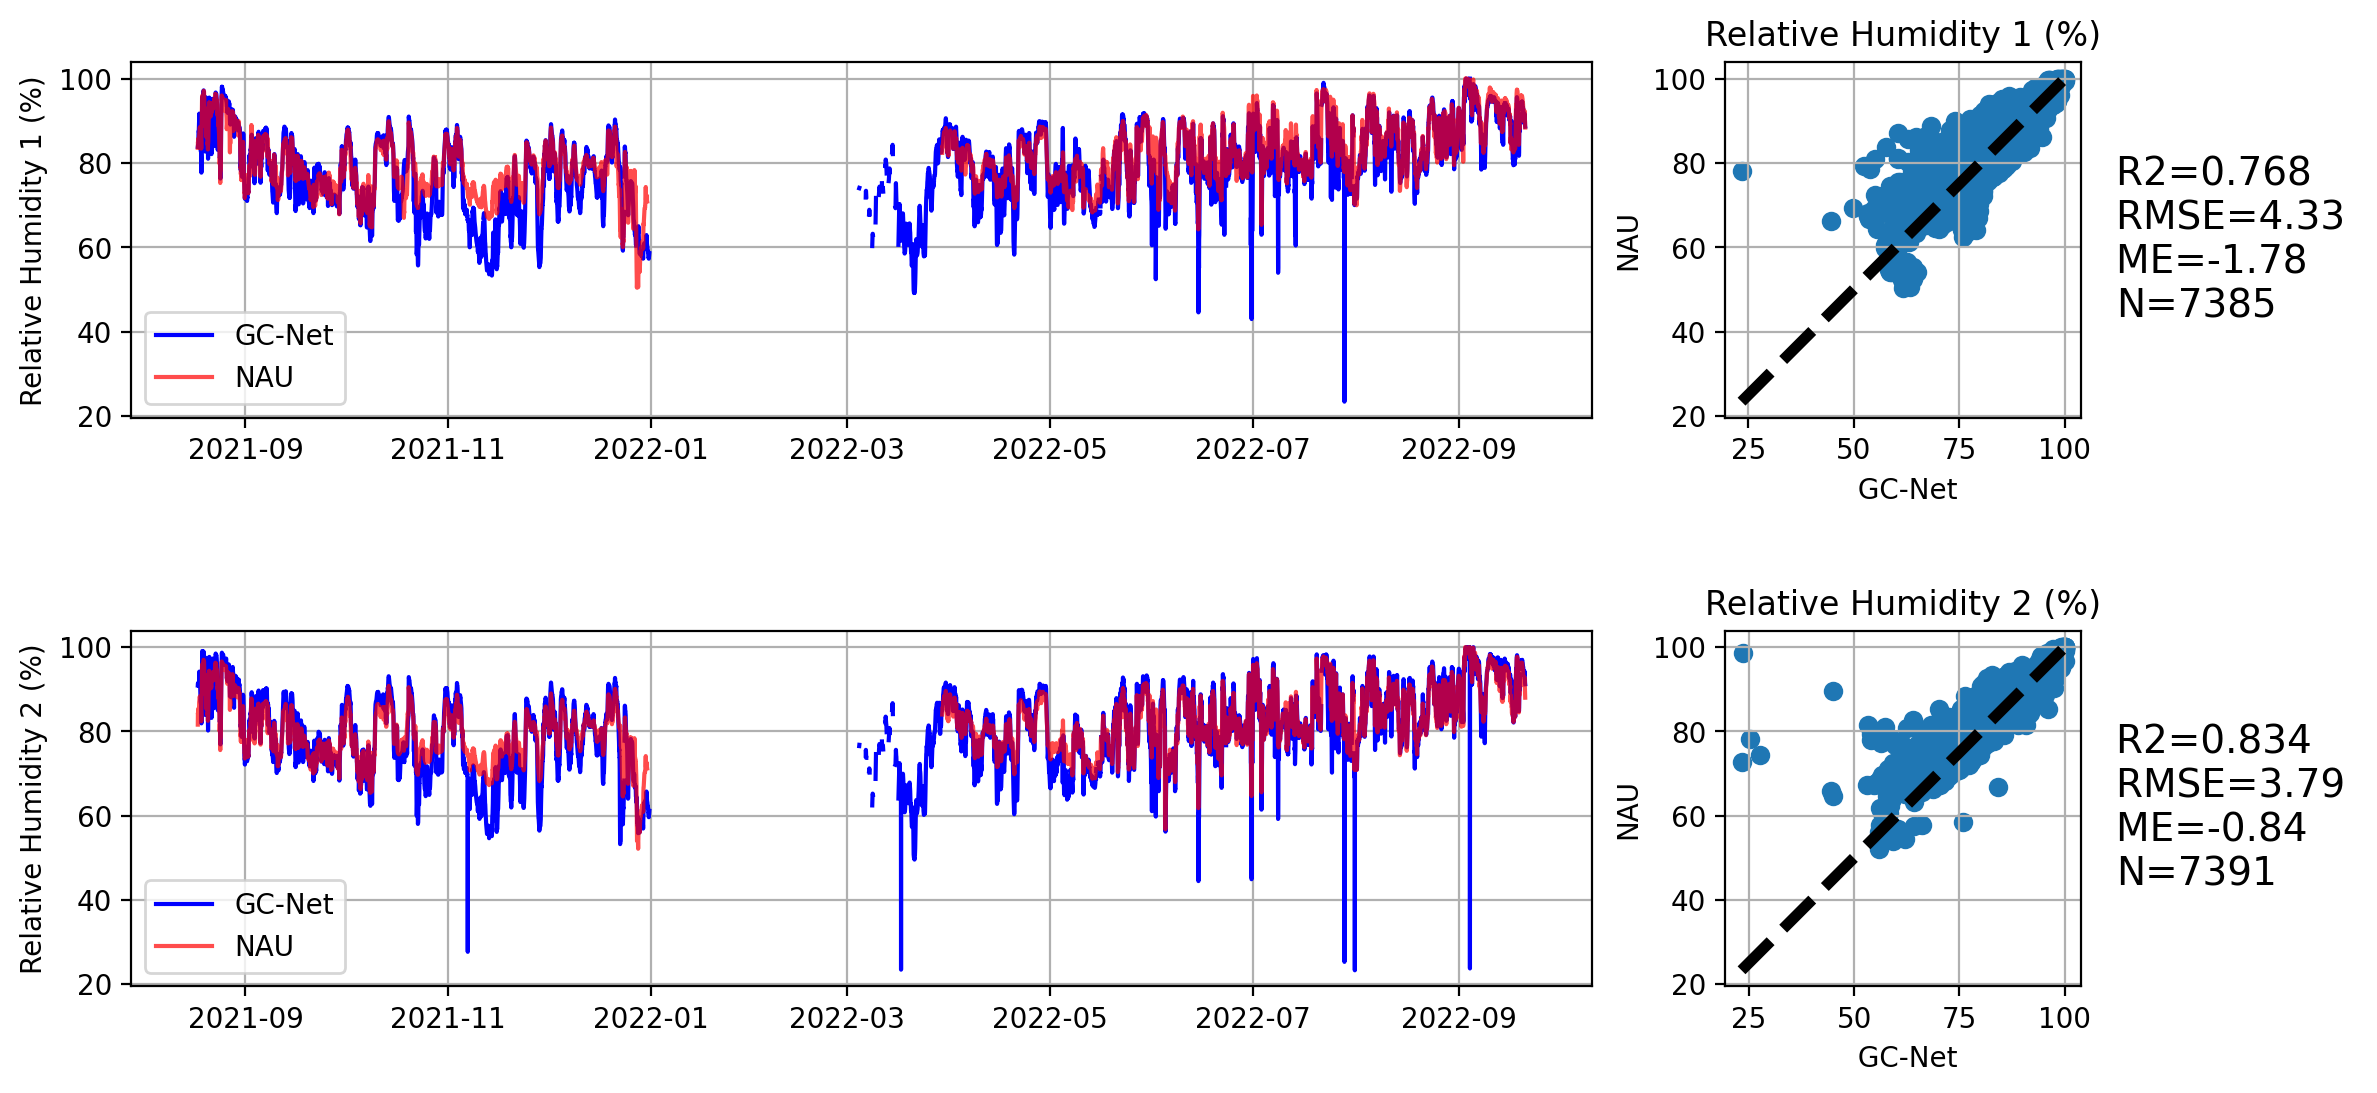 Relative Humidity 1 (%)
100
80
60
40
20
Relative Humidity 1 (%)
GC-Net
NAU
2021-09
2021-11
2022-01
2022-03
2022-05
2022-07
2022-09
100
80
60
40
20
NAU
25
50
75
100
GC-Net
R2=0.768
RMSE=4.33
ME=-1.78
N=7385
Relative Humidity 2 (%)
100
80
60
40
20
Relative Humidity 2 (%)
GC-Net
NAU
2021-09
2021-11
2022-01
2022-03
2022-05
2022-07
2022-09
100
80
60
40
20
NAU
25
50
75
100
GC-Net
R2=0.834
RMSE=3.79
ME=-0.84
N=7391